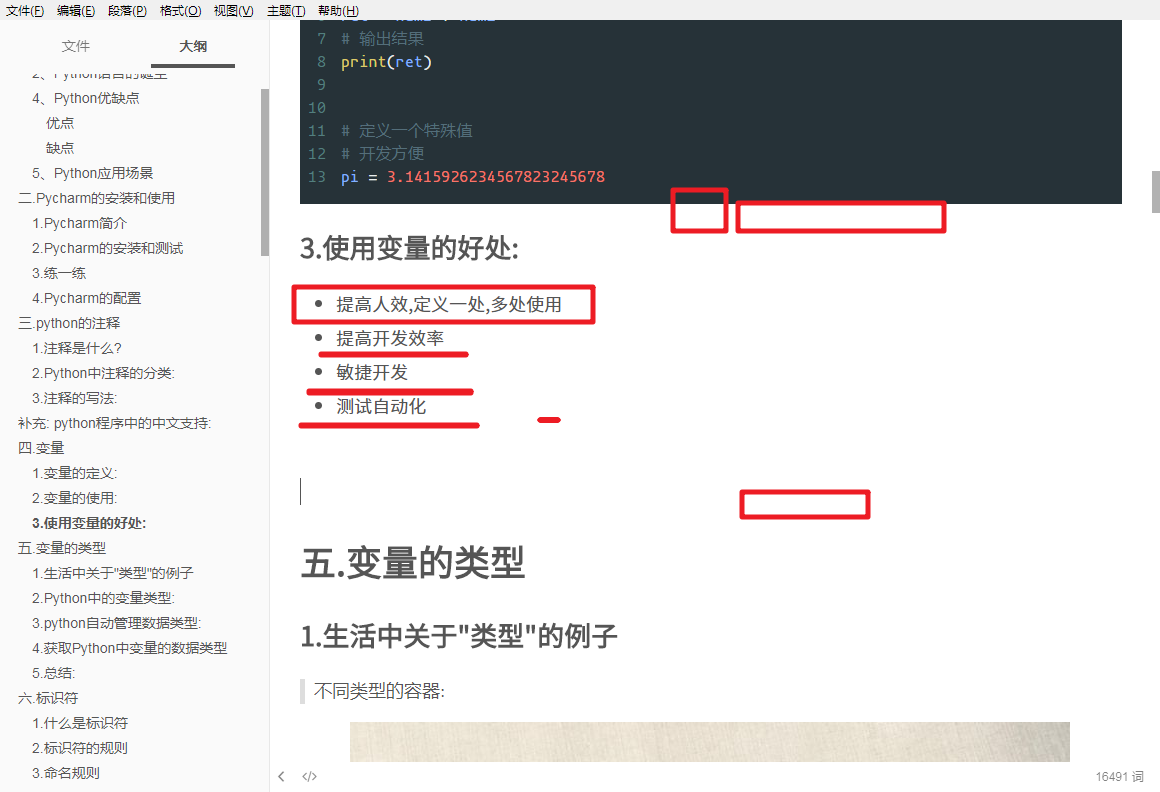 文件(F) 编辑(E) 段落(P) 格式(O) 视图(V) 主题(T) 帮助(H)
文件 大纲
4、Python优缺点
优点
缺点
5、Python应用场景
二.Pycharm的安装和使用
1.Pycharm简介
2.Pycharm的安装和测试
3.练一练
4.Pycharm的配置
三.python的注释
1.注释是什么?
2.Python中注释的分类:
3.注释的写法:
补充: python程序中的中文支持:
四.变量
1.变量的定义:
2.变量的使用:
3.使用变量的好处:
五.变量的类型
1.生活中关于"类型"的例子
2.Python中的变量类型:
3.python自动管理数据类型:
4.获取Python中变量的数据类型
5.总结:
六.标识符
1.什么是标识符
2.标识符的规则
3.命名规则
7 # 输出结果
8 print(ret)
9
10
11 # 定义一个特殊值
12 # 开发方便
13 pi = 3.1415926234567823245678
3.使用变量的好处:
提高人效,定义一处,多处使用
提高开发效率
敏捷开发
测试自动化
五.变量的类型
1.生活中关于"类型"的例子
不同类型的容器:
16491 词